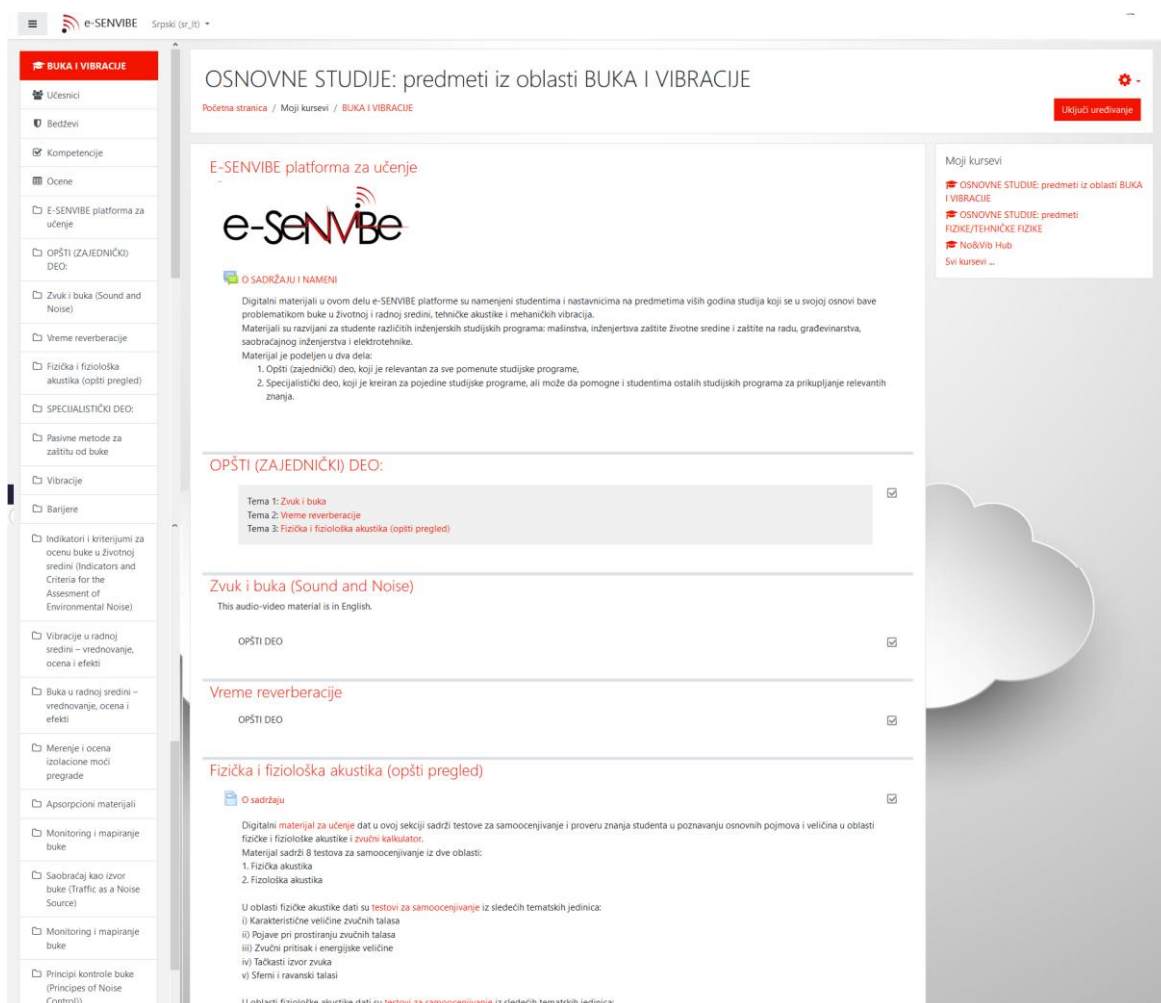 e-SENVIBE Srpski (sr_lt)
BUKA I VIBRACIJE
Učesnici
Bedževi
Kompetencije
Ocene
E-SENVIBE platforma za
učenje
OPŠTI (ZAJEDNIČKI)
DEO:
Zvuk i buka (Sound and
Noise)
Vreme reverberacije
Fizička i fiziološka
akustika (opšti pregled)
SPECIJALISTIČKI DEO:
Pasivne metode za
zaštitu od buke
Vibracije
Barijere
Indikatori i kriterijumi za
ocenu buke u životnoj
sredini (Indicators and
Criteria for the
Assesment of
Environmental Noise)
Vibracije u radnoj
sredini – vrednovanje,
ocena i efekti
Buka u radnoj sredini –
vrednovanje, ocena i
efekti
Merenje i ocena
izolacione moći
pregrade
Apsorpcioni materijali
Monitoring i mapiranje
buke
Saobraćaj kao izvor
buke (Traffic as a Noise
Source)
Monitoring i mapiranje
buke
Principi kontrole buke
(Principes of Noise
Control))
OSNOVNE STUDIJE: predmeti iz oblasti BUKA I VIBRACIJE
Početna stranica / Moji kursevi / BUKA I VIBRACIJE
Uključi uređivanje
E-SENVIBE platforma za učenje
e-SENVIBE
O SADRŽAJU I NAMENI
Digitalni materijali u ovom delu e-SENVIBE platforme su namenjeni studentima i nastavnicima na predmetima viših godina studija koji se u svojoj osnovi bave
problematikom buke u životnoj i radnoj sredini, tehničke akustike i mehaničkih vibracija.
Materijali su razvijani za studente različitih inženjerskih studijskih programa: mašinstva, inženjertsva zaštite životne sredine i zaštite na radu, građevinarstva,
saobraćajnog inženjerstva i elektrotehnike.
Materijal je podeljen u dva dela:
1. Opšti (zajednički) deo, koji je relevantan za sve pomenute studijske programe,
2. Specijalistički deo, koji je kreiran za pojedine studijske programe, ali može da pomogne i studentima ostalih studijskih programa za prikupljanje relevantih
znanja.
OPŠTI (ZAJEDNIČKI) DEO:
Tema 1: Zvuk i buka
Tema 2: Vreme reverberacije
Tema 3: Fizička i fiziološka akustika (opšti pregled)
Zvuk i buka (Sound and Noise)
This audio-video material is in English.
OPŠTI DEO
Vreme reverberacije
OPŠTI DEO
Fizička i fiziološka akustika (opšti pregled)
O sadržaju
Digitalni materijal za učenje dat u ovoj sekciji sadrži testove za samoocenjivanje i proveru znanja studenta u poznavanju osnovnih pojmova i veličina u oblasti
fizičke i fiziološke akustike i zvučni kalkulator.
Materijal sadrži 8 testova za samoocenjivanje iz dve oblasti:
1. Fizička akustika
2. Fizološka akustika
U oblasti fizičke akustike dati su testovi za samoocenjivanje iz sledećih tematskih jedinica:
i) Karakteristične veličine zvučnih talasa
ii) Pojave pri prostiranju zvučnih talasa
iii) Zvučni pritisak i energijske veličine
iv) Tačkasti izvor zvuka
v) Sferni i ravanski talasi
U oblasti fiziološke akustike dati su testovi za samoocenjivanje iz sledećih tematskih jedinica:
Moji kursevi
OSNOVNE STUDIJE: predmeti iz oblasti BUKA
I VIBRACIJE
OSNOVNE STUDIJE: predmeti
FIZIKE/TEHNIČKE FIZIKE
No&Vib Hub
Svi kursevi ...